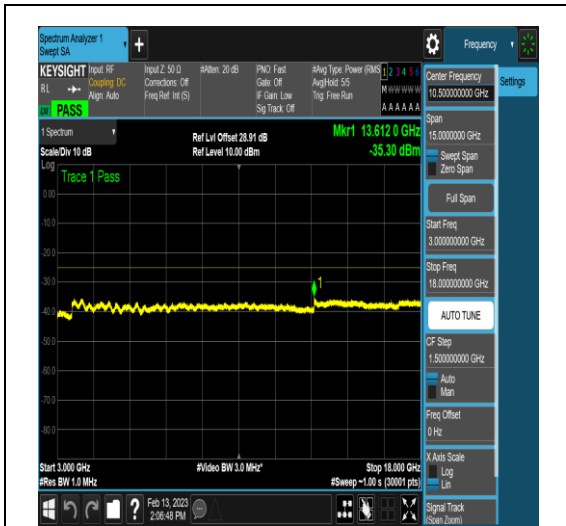 Spectrum Analyzer 1
Swept SA
Frequency
KEYSIGHT
RL
PASS
Input: RF
Coupling: DC
Align: Auto
Input Z: 50 Ω
Corrections: Off
Freq Ref: Int (S)
#Atten: 20 dB
PNO: Fast
Gate: Off
IF Gain: Low
Sig Track: Off
#Avg Type: Power (RMS
Avg|Hold: 5/5
Trig: Free Run
1 2 3 4 5 6
M W W W W W
A A A A A A
1 Spectrum
Scale/Div 10 dB
Ref Lvl Offset 28.91 dB
Ref Level 10.00 dBm
Mkr1 13.612 0 GHz
-35.30 dBm
Log
Trace 1 Pass
0.00
-10.0
-20.0
-30.0
-40.0
-50.0
-60.0
-70.0
-80.0
1
Start 3.000 GHz
#Res BW 1.0 MHz
#Video BW 3.0 MHz*
Stop 18.000 GHz
#Sweep ~1.00 s (30001 pts)
Feb 13, 2023
2:06:48 PM
Center Frequency
10.500000000 GHz
Settings
Span
15.0000000 GHz
Swept Span
Zero Span
Full Span
Start Freq
3.000000000 GHz
Stop Freq
18.000000000 GHz
AUTO TUNE
CF Step
1.500000000 GHz
Auto
Man
Freq Offset
0 Hz
X Axis Scale
Log
Lin
Signal Track
(Span Zoom)